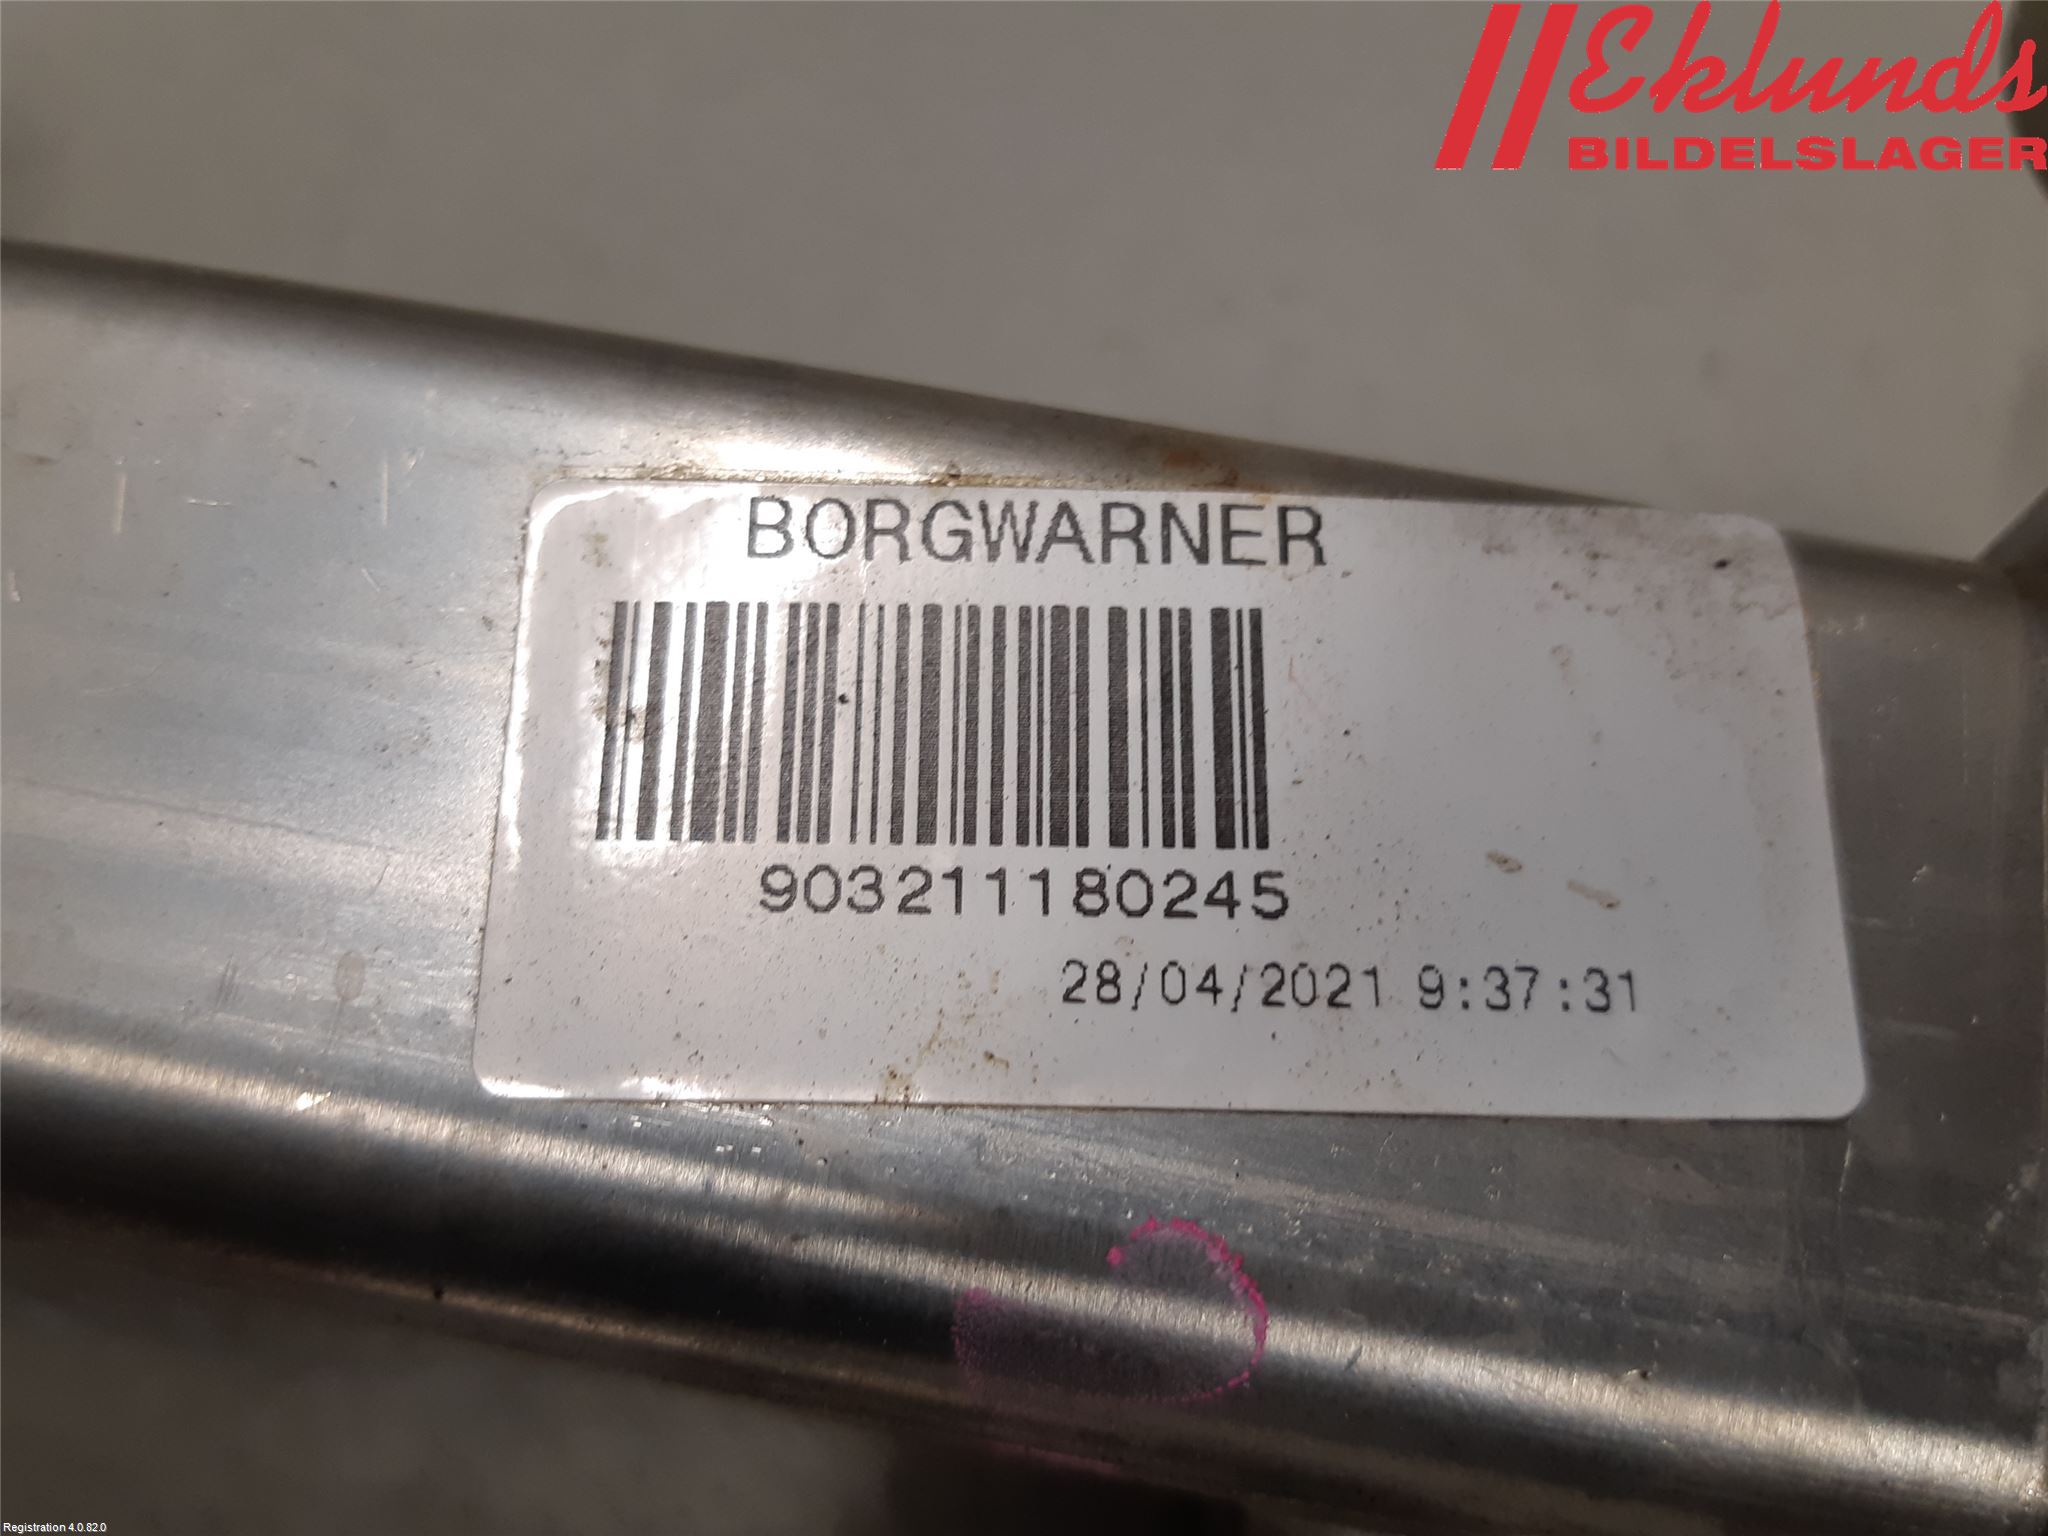 Eklunds
BILDELSLAGER
BORGWARNER
903211180245
28/04/2021 9:37:31
Registration 4.0.82.0